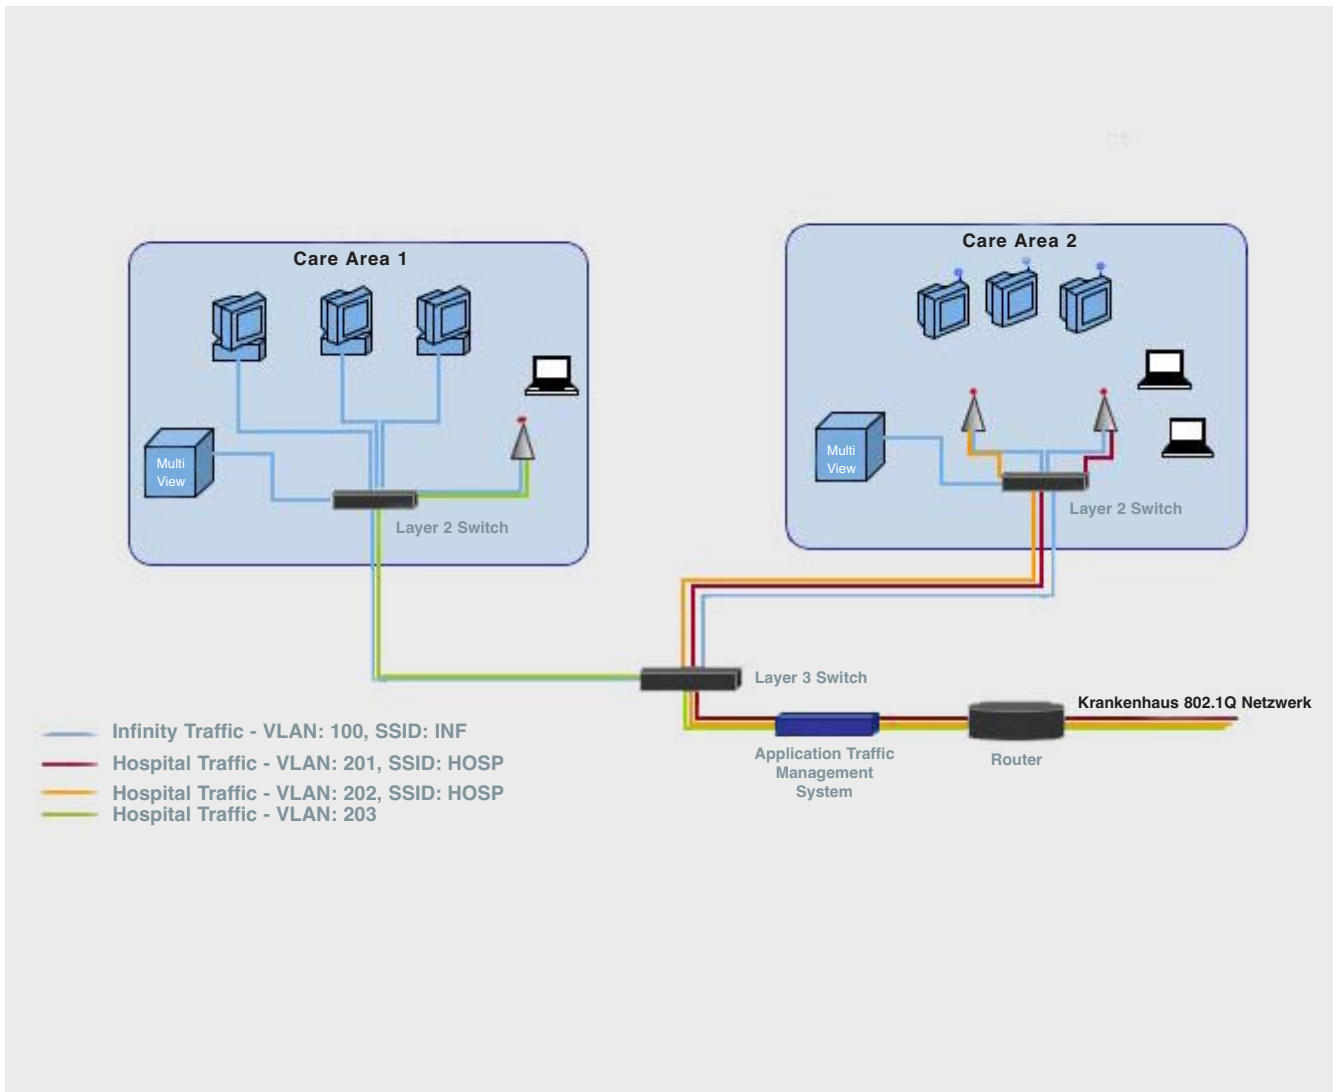 Care Area 1
Care Area 2
Multi
View
Layer 2 Switch
Multi
View
Layer 2 Switch
Layer 3 Switch
Krankenhaus 802.1Q Netzwerk
Application Traffic
Management
System
Router
Infinity Traffic - VLAN: 100, SSID: INF
Hospital Traffic - VLAN: 201, SSID: HOSP
Hospital Traffic - VLAN: 202, SSID: HOSP
Hospital Traffic - VLAN: 203